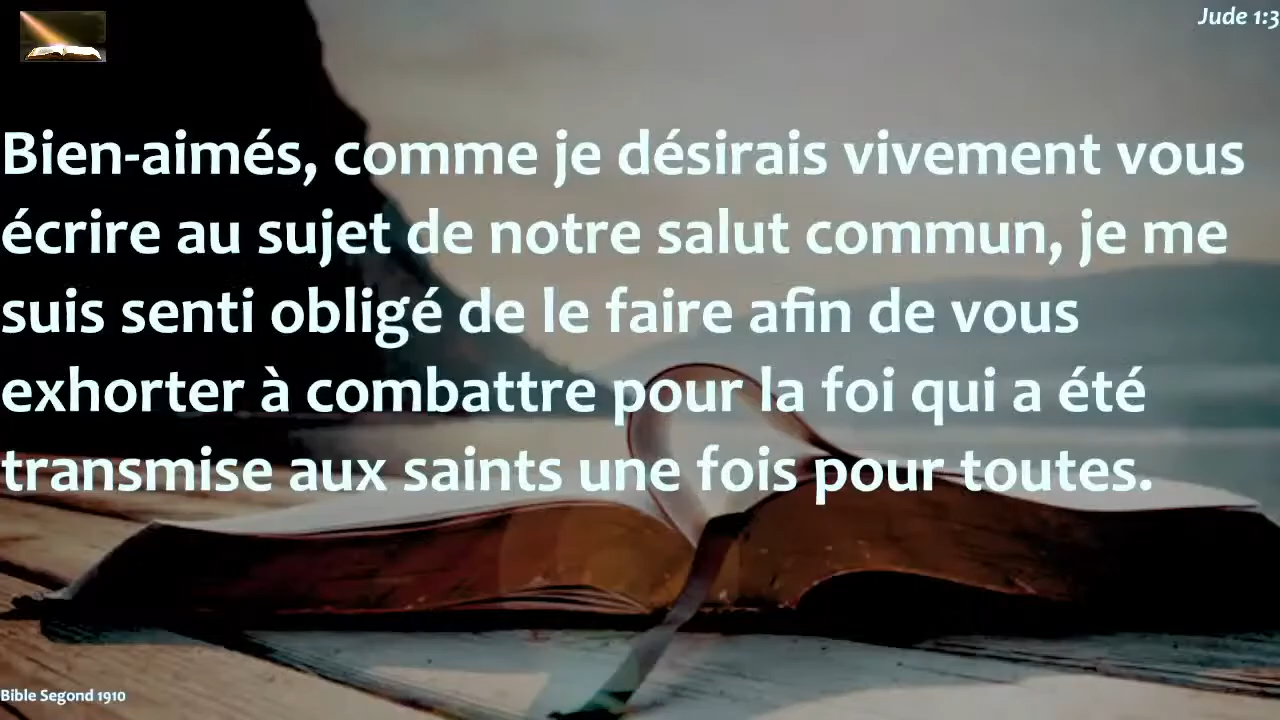 Jude 1:3
Bien-aimés, comme je désirais vivement vous
écrire au sujet de notre salut commun, je me
suis senti obligé de le faire afin de vous
exhorter à combattre pour la foi qui a été
transmise aux saints une fois pour toutes.
Bible Segond 1910